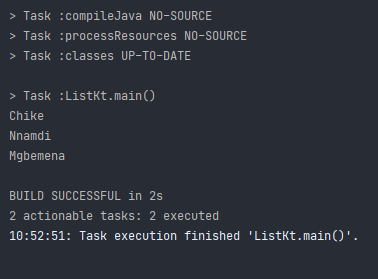 > Task :compileJava NO-SOURCE
> Task :processResources NO-SOURCE
> Task :classes UP-TO-DATE
> Task :ListKt.main()
Chike
Nnamdi
Mgbemena
BUILD SUCCESSFUL in 2s
2 actionable tasks: 2 executed
10:52:51: Task execution finished 'ListKt.main()'.